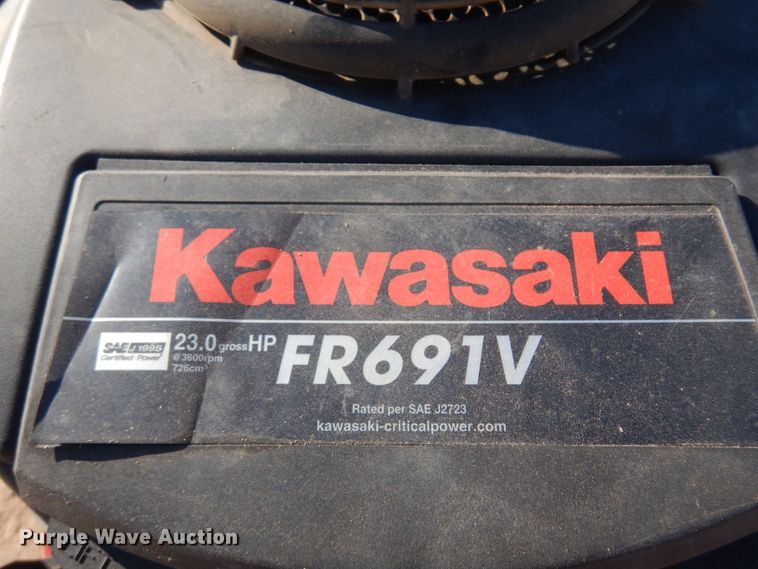 Kawasaki
SAE J1995
Certified Power
23.0 gross HP
@ 3600rpm
726cm³
FR691V
Rated per SAE J2723
kawasaki-criticalpower.com
Purple Wave Auction